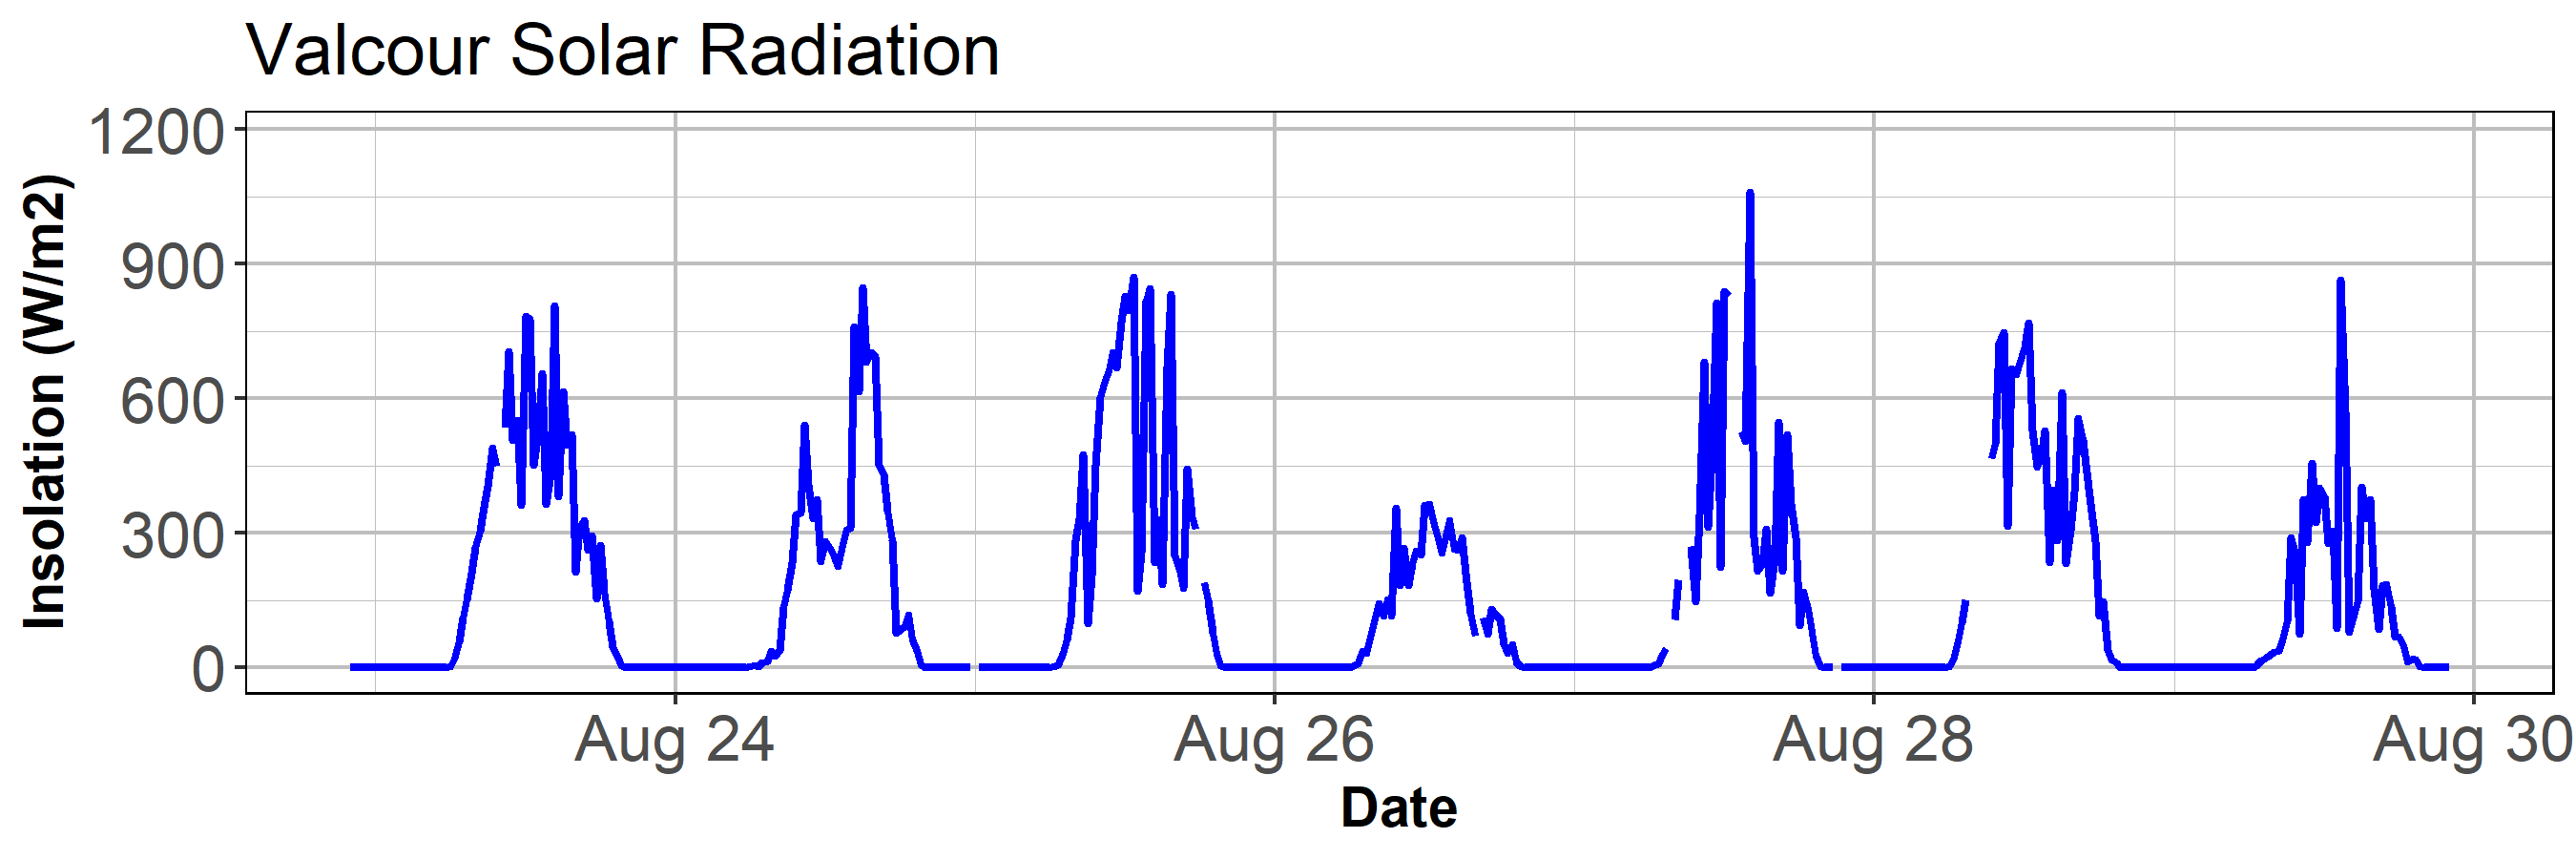 Valcour Solar Radiation
1200
900
600
300
0
Insolation (W/m2)
Aug 24
Aug 26
Aug 28
Aug 30
Date